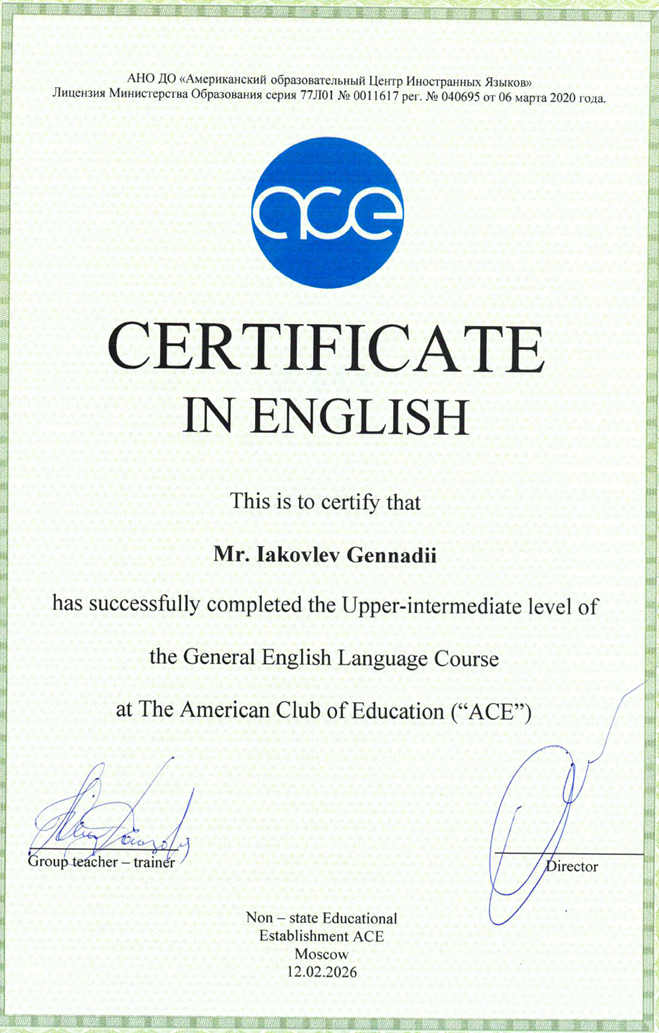 АНО ДО «Американский образовательный Центр Иностранных Языков»
Лицензия Министерства Образования серия 77Л01 № 0011617 рег. № 040695 от 06 марта 2020 года.
ace
CERTIFICATE
IN ENGLISH
This is to certify that
Mr. Iakovlev Gennadii
has successfully completed the Upper-intermediate level of
the General English Language Course
at The American Club of Education (“ACE”)
Group teacher – trainer
Director
Non – state Educational
Establishment ACE
Moscow
12.02.2026